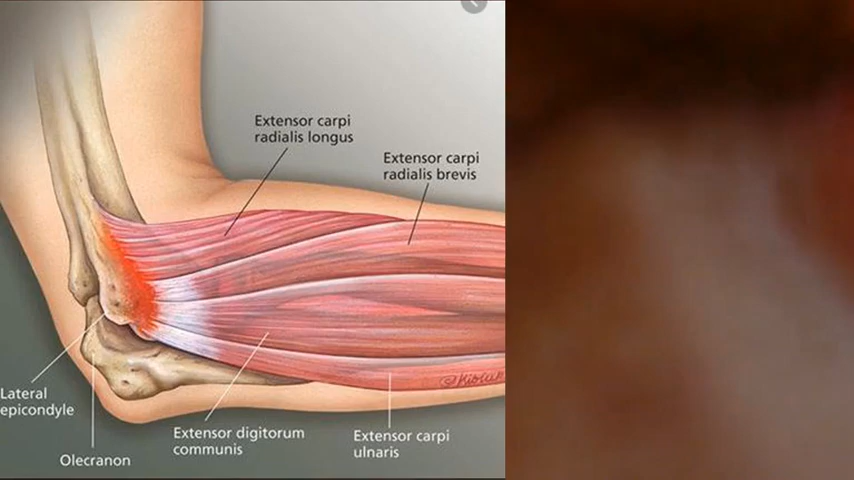 Extensor carpi
radialis longus
Extensor carpi
radialis brevis
Lateral
epicondyle
Olecranon
Extensor digitorum
communis
Extensor carpi
ulnaris